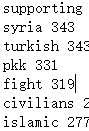 supporting
syria 343
turkish 343
pkk 331
fight 319
civilians 2
islamic 277